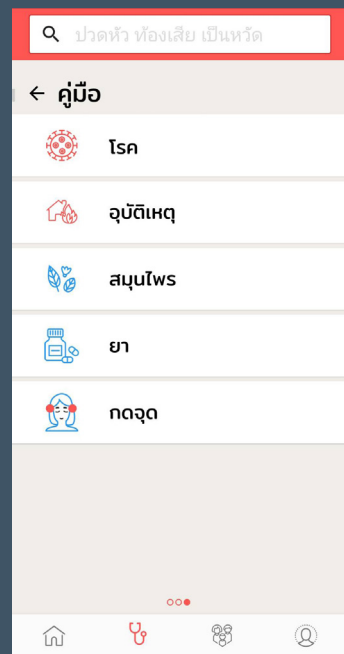 ปวดหัว ท้องเสีย เป็นหวัด
คู่มือ
โรค
อุบัติเหตุ
สมุนไพร
ยา
กดจุด